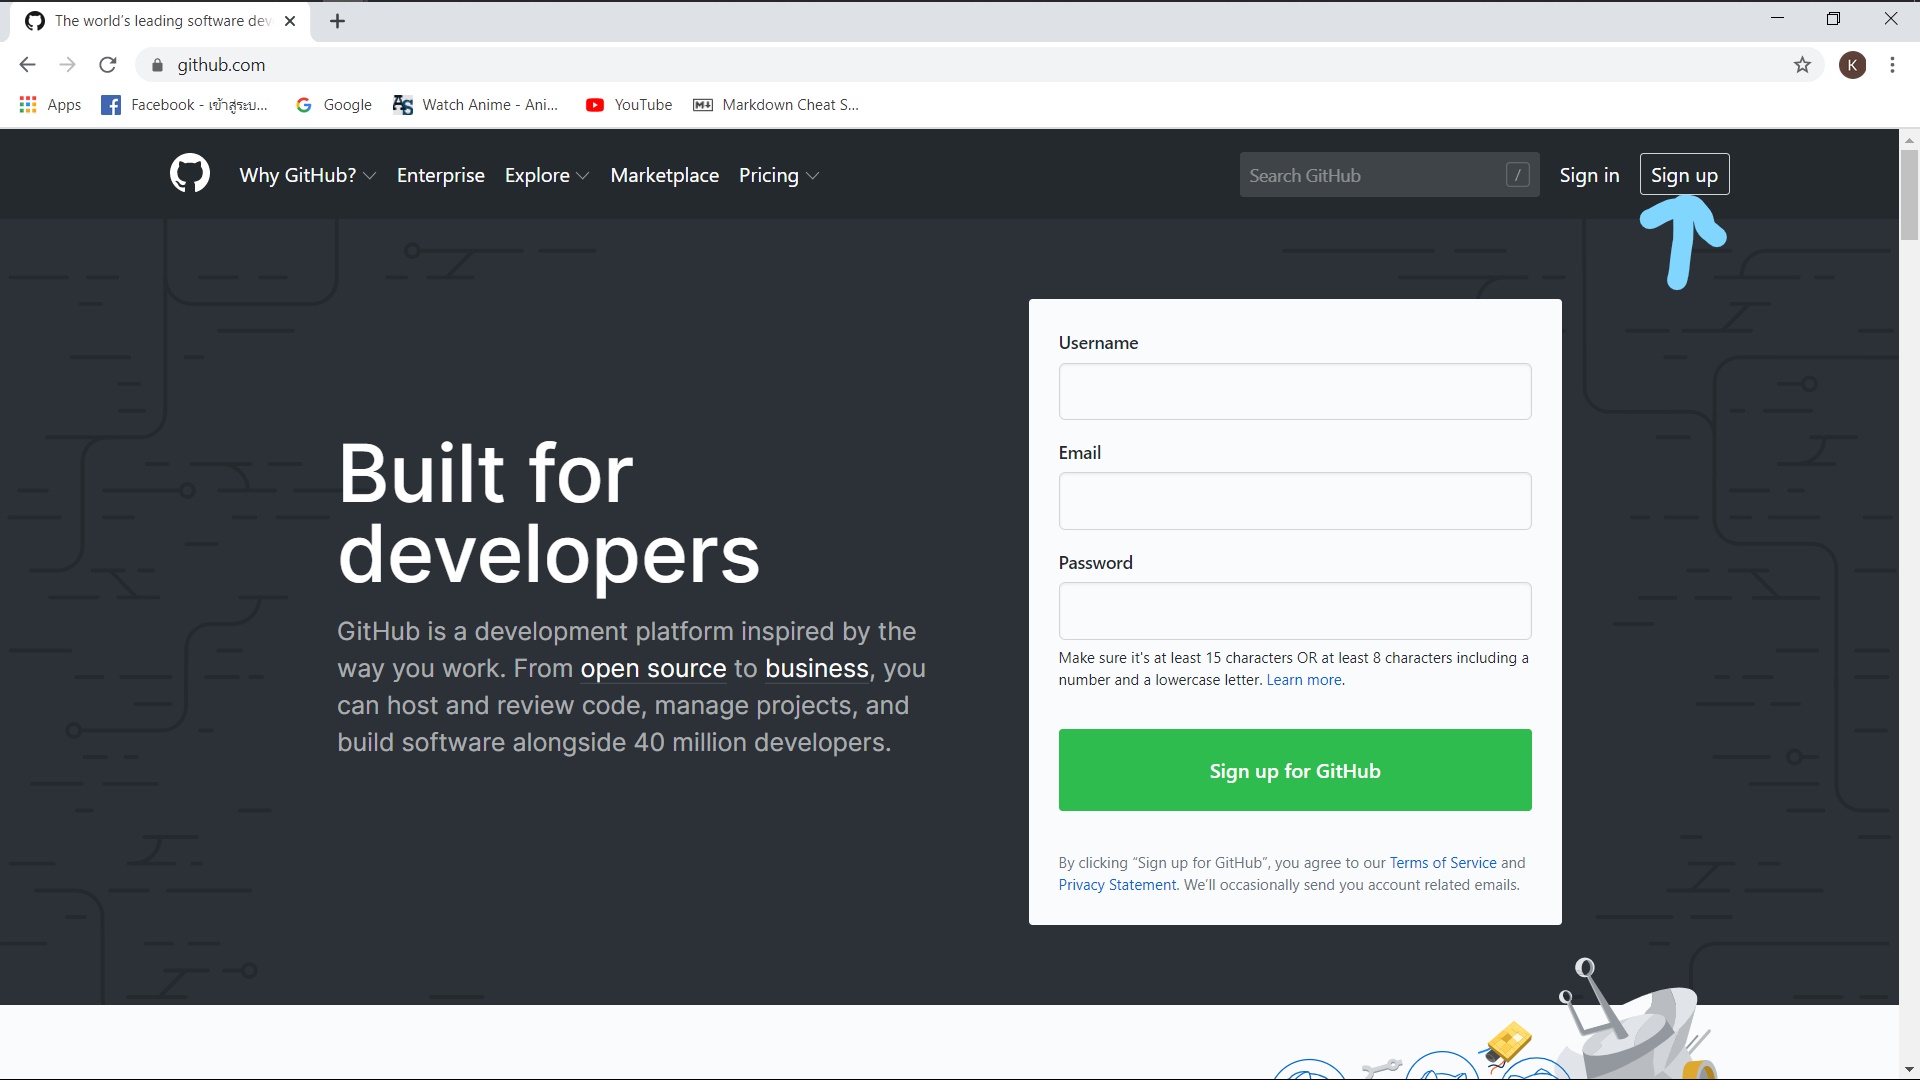 The world's leading software dev
github.com
K
Apps
Facebook - เข้าสู่ระบ...
Google
Watch Anime - Ani...
YouTube
Markdown Cheat S...
Why GitHub?
Enterprise
Explore
Marketplace
Pricing
Search GitHub
/
Sign in
Sign up
Built for
developers
GitHub is a development platform inspired by the
way you work. From open source to business, you
can host and review code, manage projects, and
build software alongside 40 million developers.
Username
Email
Password
Make sure it's at least 15 characters OR at least 8 characters including a
number and a lowercase letter. Learn more.
Sign up for GitHub
By clicking “Sign up for GitHub”, you agree to our Terms of Service and
Privacy Statement. We’ll occasionally send you account related emails.